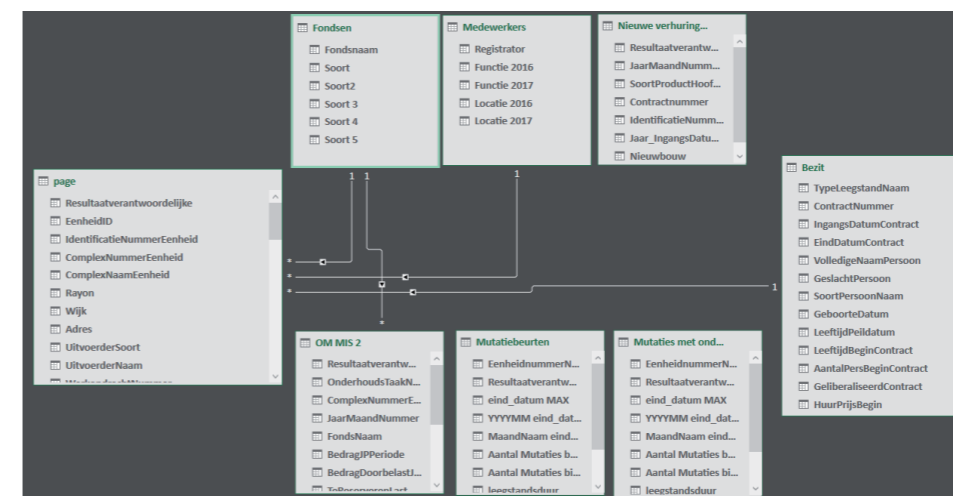 Fondsen
Fondsnaam
Soort
Soort2
Soort 3
Soort 4
Soort 5
Medewerkers
Registrator
Functie 2016
Functie 2017
Locatie 2016
Locatie 2017
Nieuwe verhuring...
Resultaatverantw...
JaarMaandNumm...
SoortProductHoof...
Contractnummer
IdentificatieNumm...
Jaar_IngangsDatu...
Nieuwbouw
page
Resultaatverantwoordelijke
EenheidID
IdentificatieNummerEenheid
ComplexNummerEenheid
ComplexNaamEenheid
Rayon
Wijk
Adres
UitvoerderSoort
UitvoerderNaam
1 1
1
*
*
*
1
*
Bezit
TypeLeegstandNaam
ContractNummer
IngangsDatumContract
EindDatumContract
VolledigeNaamPersoon
GeslachtPersoon
SoortPersoonNaam
GeboorteDatum
LeeftijdPeildatum
LeeftijdBeginContract
AantalPersBeginContract
GeliberaliseerdContract
HuurPrijsBegin
OM MIS 2
Resultaatverantw...
OnderhoudsTaakN...
ComplexNummerE...
JaarMaandNummer
FondsNaam
BedragJPPeriode
BedragDoorbelastJ...
Mutatiebeurten
EenheidnummerN...
Resultaatverantw...
eind_datum MAX
YYYYMM eind_dat...
MaandNaam eind...
Aantal Mutaties b...
Aantal Mutaties bi...
leegstandsduur
Mutaties met ond...
EenheidnummerN...
Resultaatverantw...
eind_datum MAX
YYYYMM eind_dat...
MaandNaam eind...
Aantal Mutaties b...
Aantal Mutaties bi...
leegstandsduur